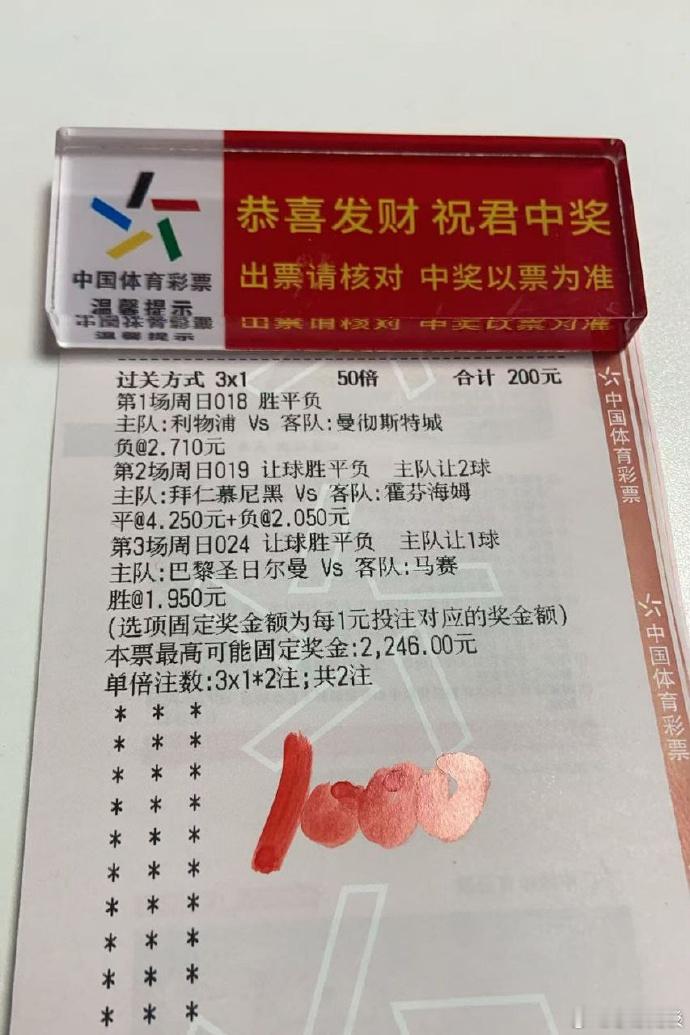 恭喜发财 祝君中奖
中国体育彩票
出票请核对 中奖以票为准
温馨提示
过关方式 3x1 50倍 合计 200元
第1场周日018 胜平负
主队:利物浦 Vs 客队:曼彻斯特城
负@2.710元
第2场周日019 让球胜平负 主队让2球
主队:拜仁慕尼黑 Vs 客队:霍芬海姆
平@4.250元+负@2.050元
第3场周日024 让球胜平负 主队让1球
主队:巴黎圣日尔曼 Vs 客队:马赛
胜@1.950元
(选项固定奖金额为每1元投注对应的奖金额)
本票最高可能固定奖金:2,246.00元
单倍注数:3x1*2注;共2注
* * *
* * *
* * *
* * *
* * *
* * *
* * *
* * *
* * *
* * *
1000
中国体育彩票
中国体育彩票